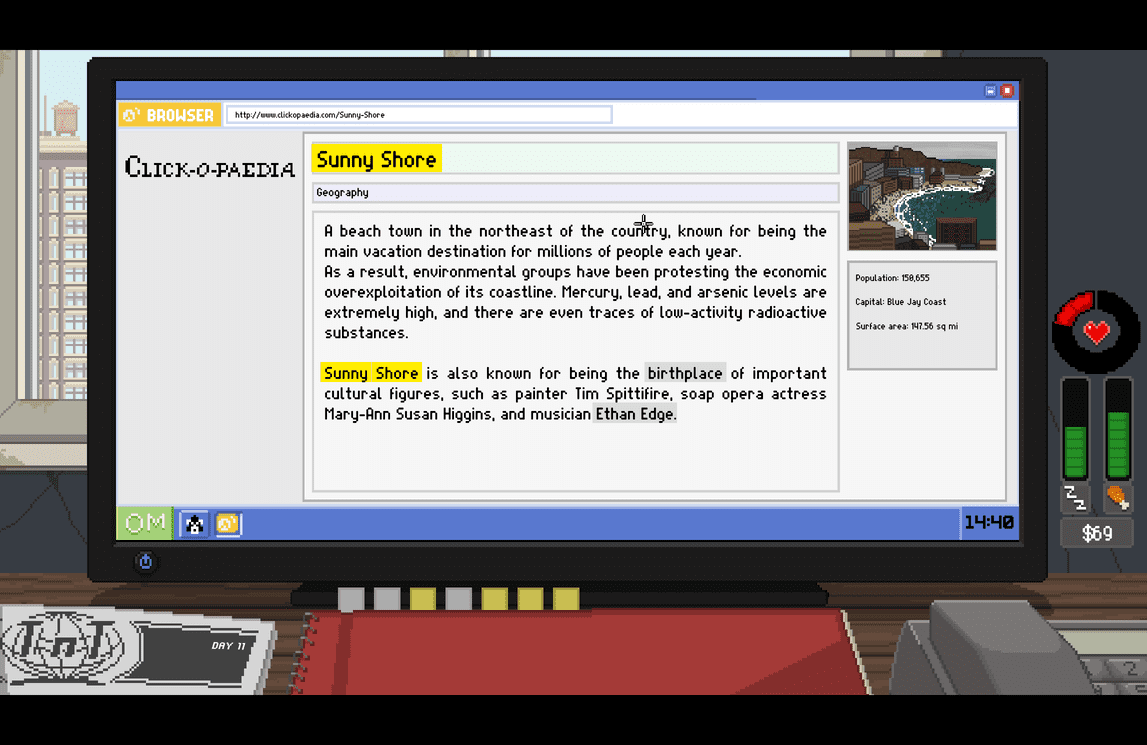 BROWSER
http://www.clickopaedia.com/Sunny-Shore
CLICK-O-PAEDIA
Sunny Shore
Geography
A beach town in the northeast of the country, known for being the
main vacation destination for millions of people each year.
As a result, environmental groups have been protesting the economic
overexploitation of its coastline. Mercury, lead, and arsenic levels are
extremely high, and there are even traces of low-activity radioactive
substances.
Sunny Shore is also known for being the birthplace of important
cultural figures, such as painter Tim Spittifire, soap opera actress
Mary-Ann Susan Higgins, and musician Ethan Edge.
Population: 150,655
Capital: Blue Jay Coast
Surface area: 147.56 sq mi
OM
14:40
ZZZ
$69
TnT
DAY 11
2